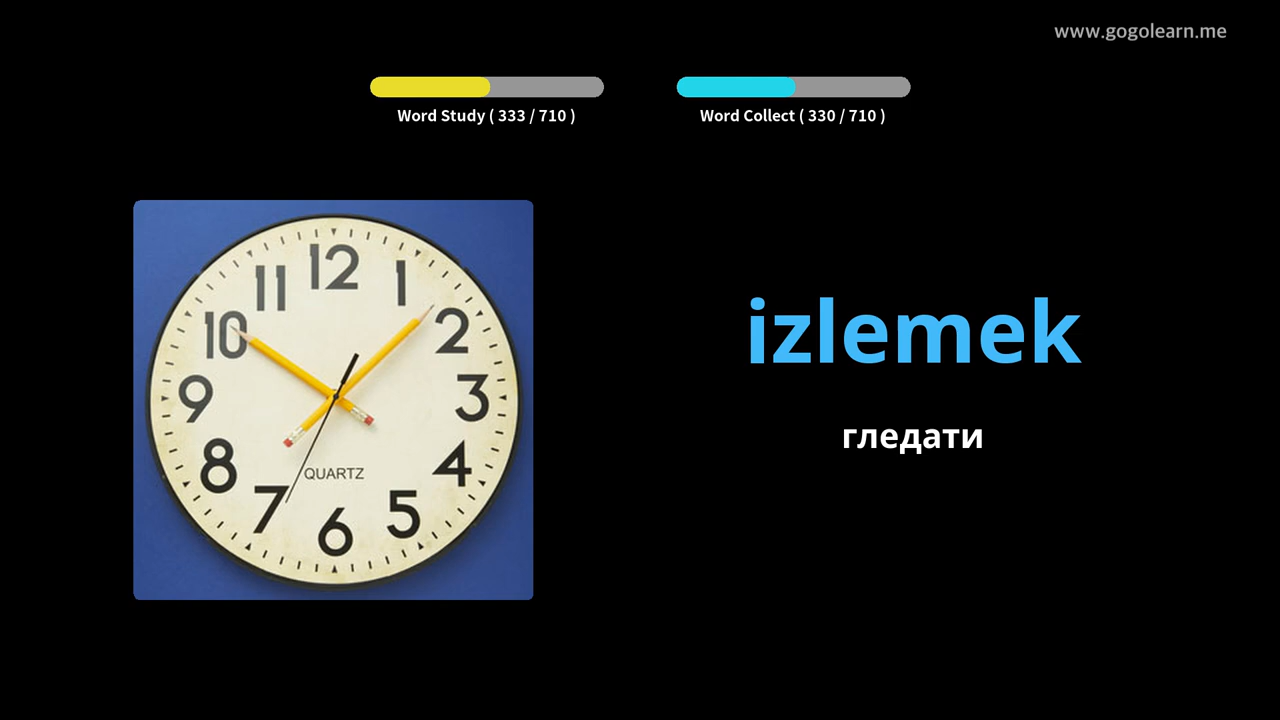 www.gogolearn.me
Word Study ( 333 / 710 )
Word Collect ( 330 / 710 )
12
11
1
10
2
9
3
8
4
7
5
6
QUARTZ
izlemek
гледати